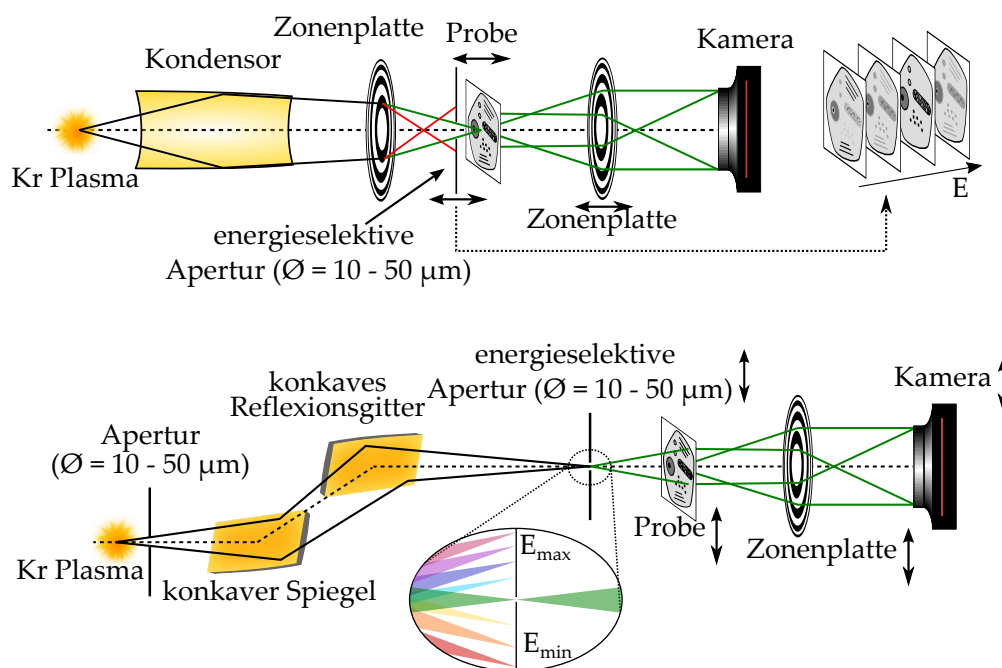 Zonenplatte
Probe
Kamera
Kondensor
Kr Plasma
E
Zonenplatte
energieselektive
Apertur (Ø = 10 - 50 µm)
energieselektive
Apertur (Ø = 10 - 50 µm)
Kamera
konkaves
Reflexionsgitter
Apertur
(Ø = 10 - 50 µm)
Probe
Zonenplatte
Kr Plasma
konkaver Spiegel
Emax
Emin